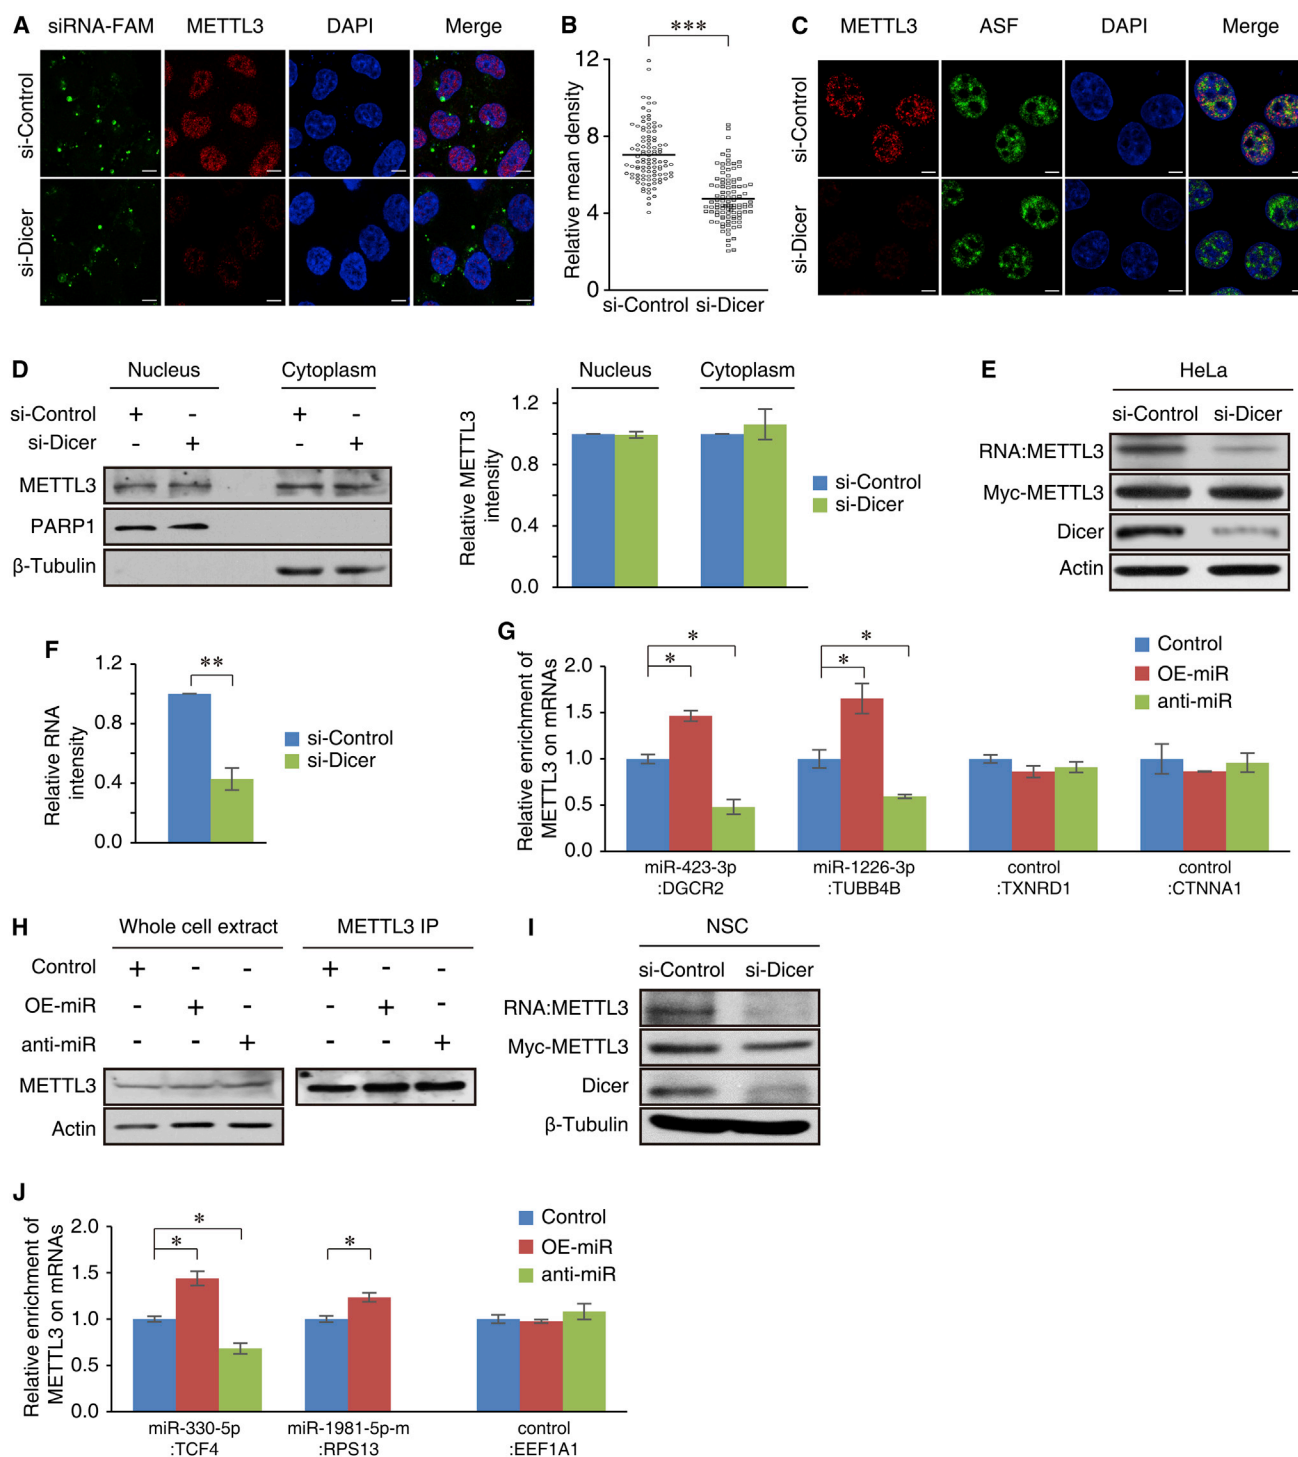 A siRNA-FAM METTL3 DAPI Merge
si-Control
si-Dicer
B
***
Relative mean density
12
8
4
0
si-Control si-Dicer
C METTL3 ASF DAPI Merge
si-Control
si-Dicer
D Nucleus Cytoplasm
si-Control + - + -
si-Dicer - + - +
METTL3
PARP1
β-Tubulin
Relative METTL3
intensity
Nucleus Cytoplasm
1.2
0.8
0.4
0.0
si-Control
si-Dicer
E HeLa
si-Control si-Dicer
RNA:METTL3
Myc-METTL3
Dicer
Actin
F
Relative RNA
intensity
1.2
0.8
0.4
0.0
**
si-Control
si-Dicer
G
Relative enrichment of
METTL3 on mRNAs
2.0
1.5
1.0
0.5
0.0
*
*
*
*
Control
OE-miR
anti-miR
miR-423-3p miR-1226-3p control control
:DGCR2 :TUBB4B :TXNRD1 :CTNNA1
H Whole cell extract METTL3 IP
Control + - - + - -
OE-miR - + - - + -
anti-miR - - + - - +
METTL3
Actin
I NSC
si-Control si-Dicer
RNA:METTL3
Myc-METTL3
Dicer
β-Tubulin
J
Relative enrichment of
METTL3 on mRNAs
2.0
1.5
1.0
0.5
0.0
*
*
*
Control
OE-miR
anti-miR
miR-330-5p miR-1981-5p-m control
:TCF4 :RPS13 :EEF1A1